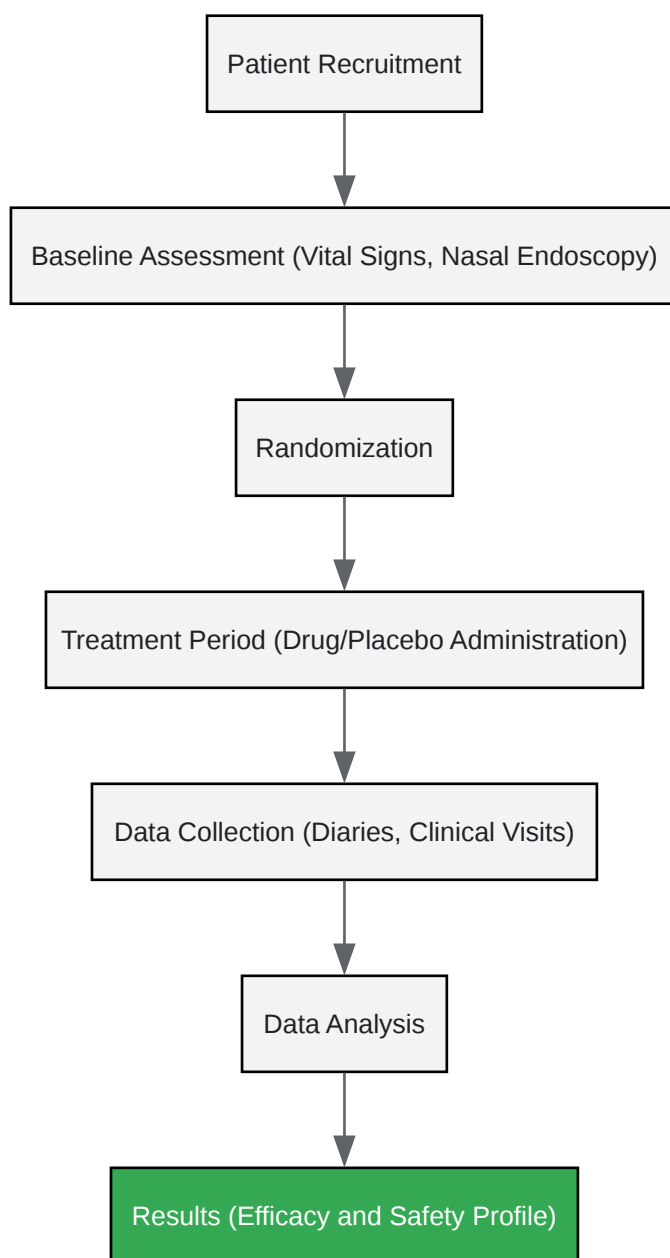 Patient Recruitment
Baseline Assessment (Vital Signs, Nasal Endoscopy)
Randomization
Treatment Period (Drug/Placebo Administration)
Data Collection (Diaries, Clinical Visits)
Data Analysis
Results (Efficacy and Safety Profile)